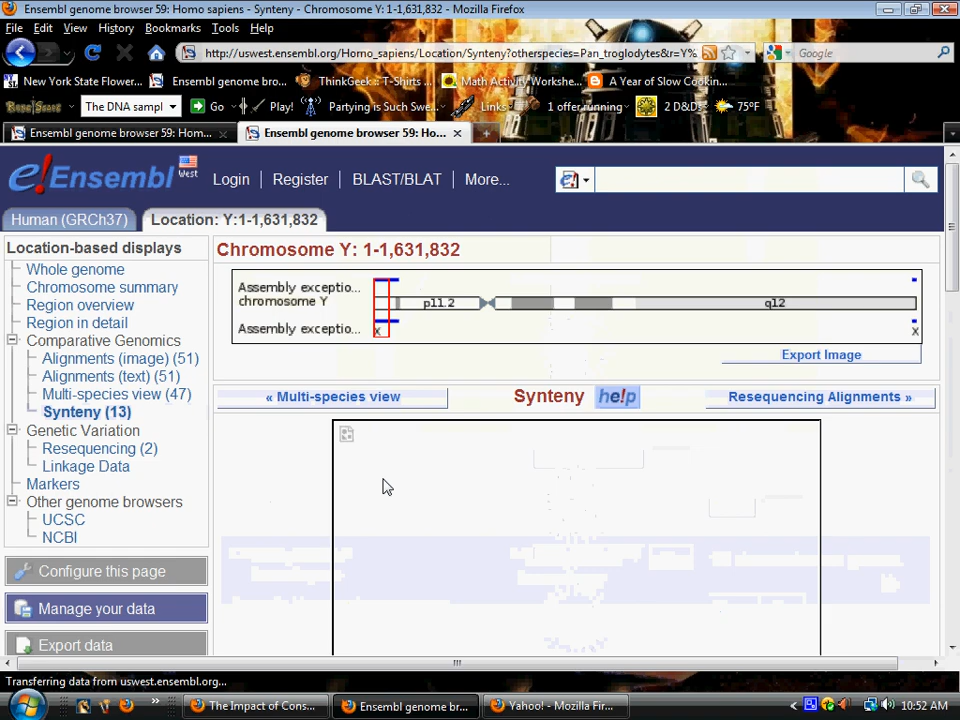 Ensembl genome browser 59: Homo sapiens - Synteny - Chromosome Y: 1-1,631,832 - Mozilla Firefox
File Edit View History Bookmarks Tools Help
http://uswest.ensembl.org/Homo_sapiens/Location/Synteny?otherspecies=Pan_troglodytes&r=Y% Google
New York State Flower... Ensembl genome bro... ThinkGeek :: T-Shirts ... Math Activity Workshe... A Year of Slow Cookin...
The DNA sampl Go Play! Partying is Such Swe... Links 1 offer running 2 D&Ds 75°F
Ensembl genome browser 59: Hom... Ensembl genome browser 59: Ho...
e!Ensembl West Login Register BLAST/BLAT More...
Human (GRCh37) Location: Y:1-1,631,832
Location-based displays
Whole genome
Chromosome summary
Region overview
Region in detail
Comparative Genomics
Alignments (image) (51)
Alignments (text) (51)
Multi-species view (47)
Synteny (13)
Genetic Variation
Resequencing (2)
Linkage Data
Markers
Other genome browsers
UCSC
NCBI
Configure this page
Manage your data
Export data
Chromosome Y: 1-1,631,832
Assembly exceptio...
chromosome Y p11.2 q12
Assembly exceptio... X X
Export Image
« Multi-species view Synteny he!p Resequencing Alignments »
Transferring data from uswest.ensembl.org...
The Impact of Cons... Ensembl genome br... Yahoo! - Mozilla Fir... 10:52 AM